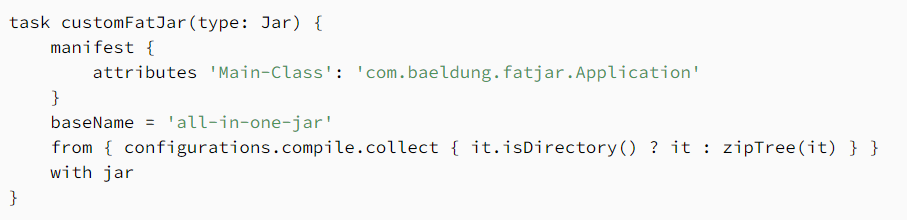 task customFatJar(type: Jar) {
    manifest {
        attributes 'Main-Class': 'com.baeldung.fatjar.Application'
    }
    baseName = 'all-in-one-jar'
    from { configurations.compile.collect { it.isDirectory() ? it : zipTree(it) } }
    with jar
}